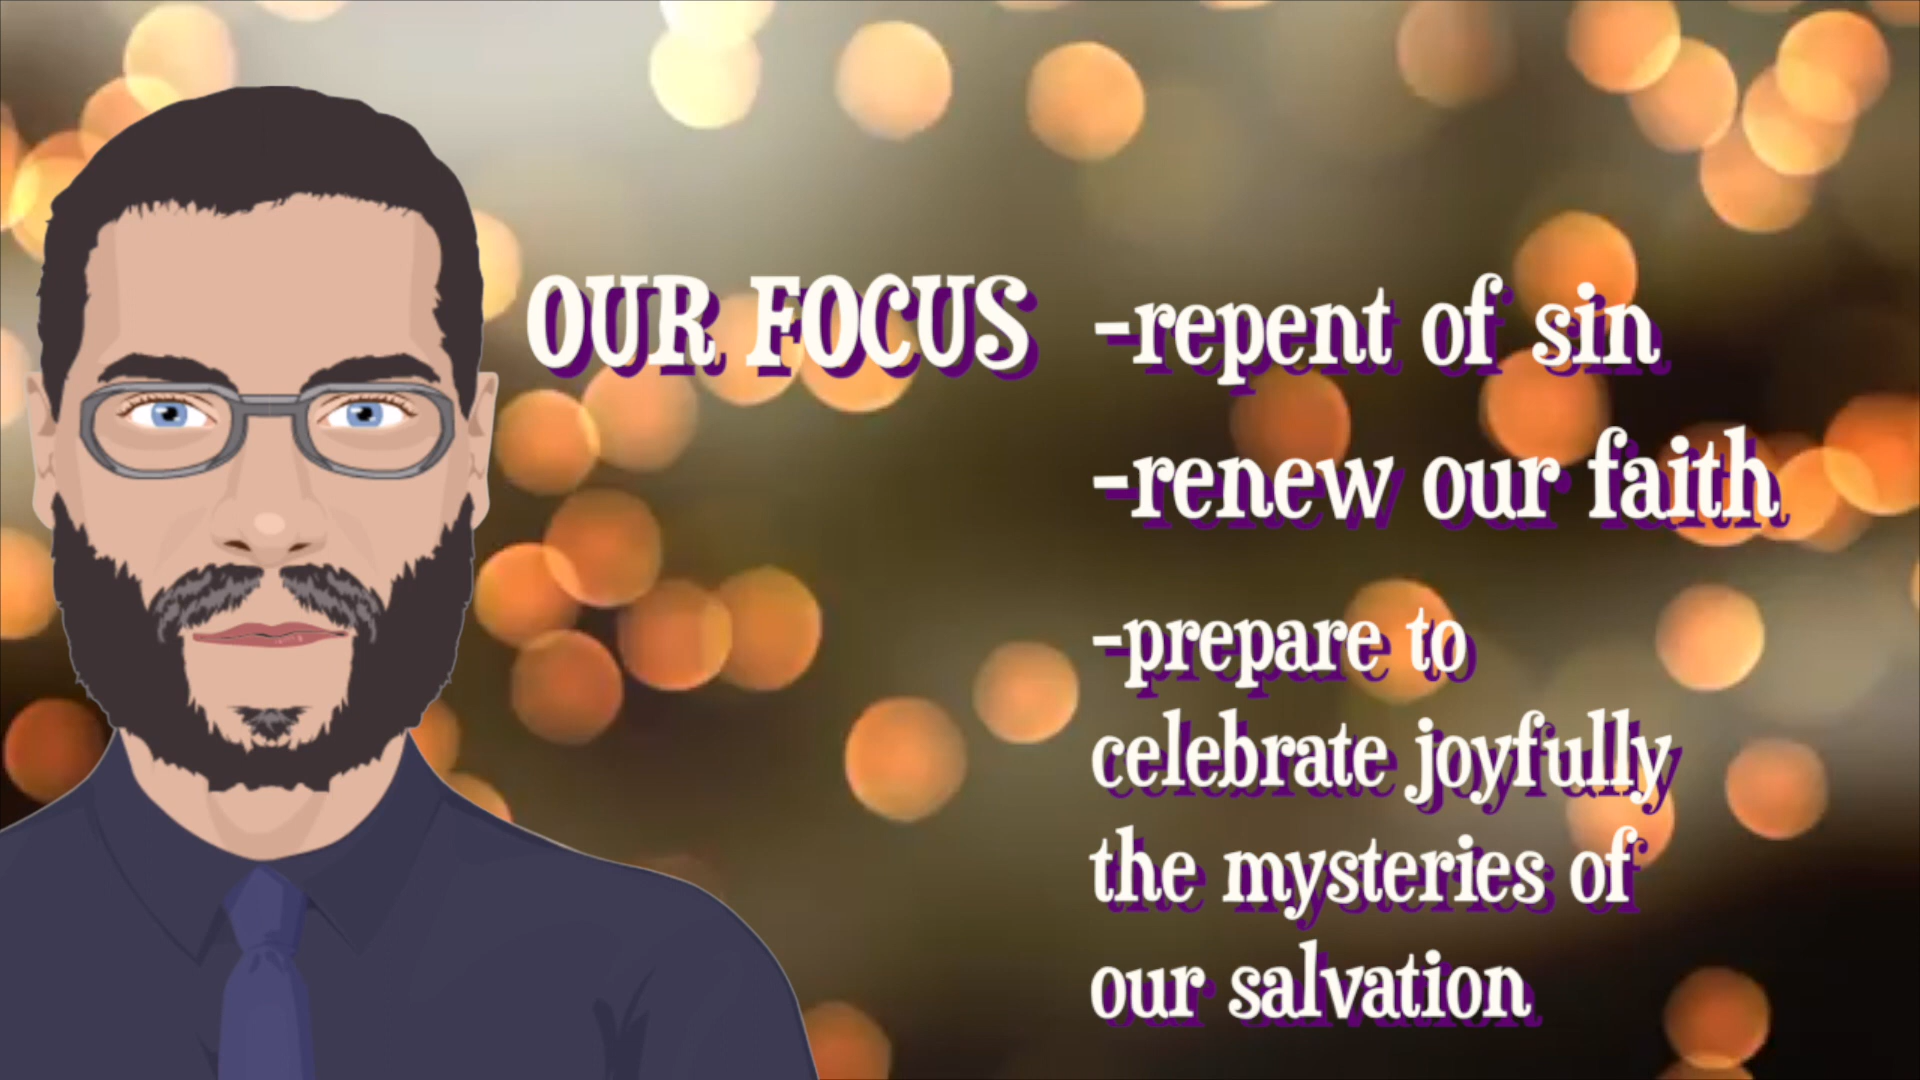 OUR FOCUS
-repent of sin
-renew our faith
-prepare to
celebrate joyfully
the mysteries of
our salvation